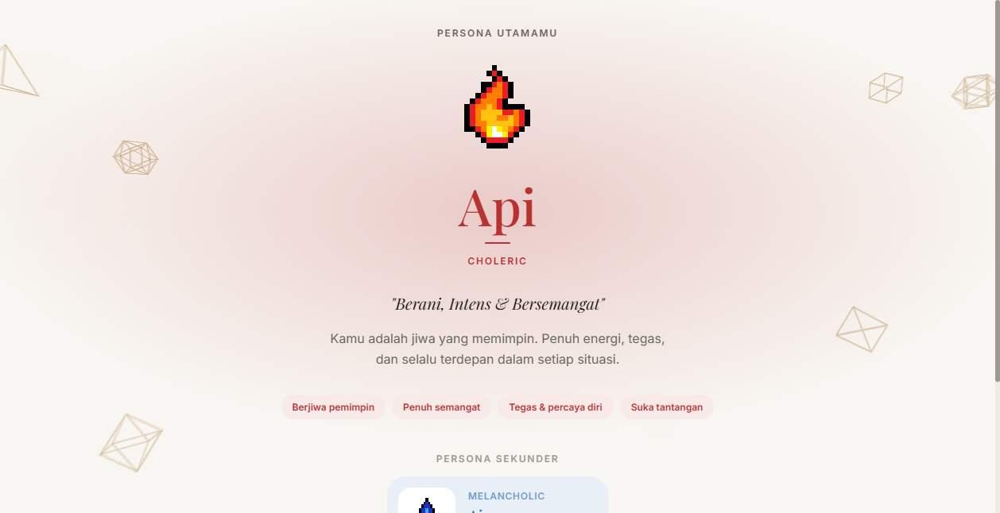 PERSONA UTAMAMU
Api
CHOLERIC
"Berani, Intens & Bersemangat"
Kamu adalah jiwa yang memimpin. Penuh energi, tegas,
dan selalu terdepan dalam setiap situasi.
Berjiwa pemimpin
Penuh semangat
Tegas & percaya diri
Suka tantangan
PERSONA SEKUNDER
MELANCHOLIC